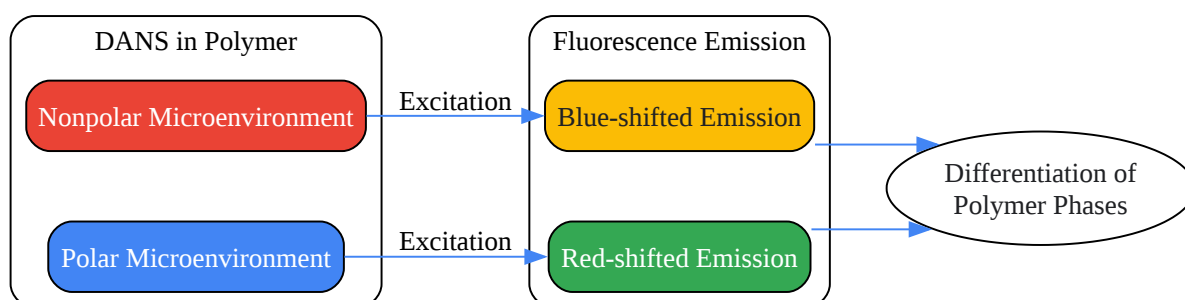 DANS in Polymer
Fluorescence Emission
Nonpolar Microenvironment
Excitation
Blue-shifted Emission
Differentiation of
Polymer Phases
Polar Microenvironment
Excitation
Red-shifted Emission